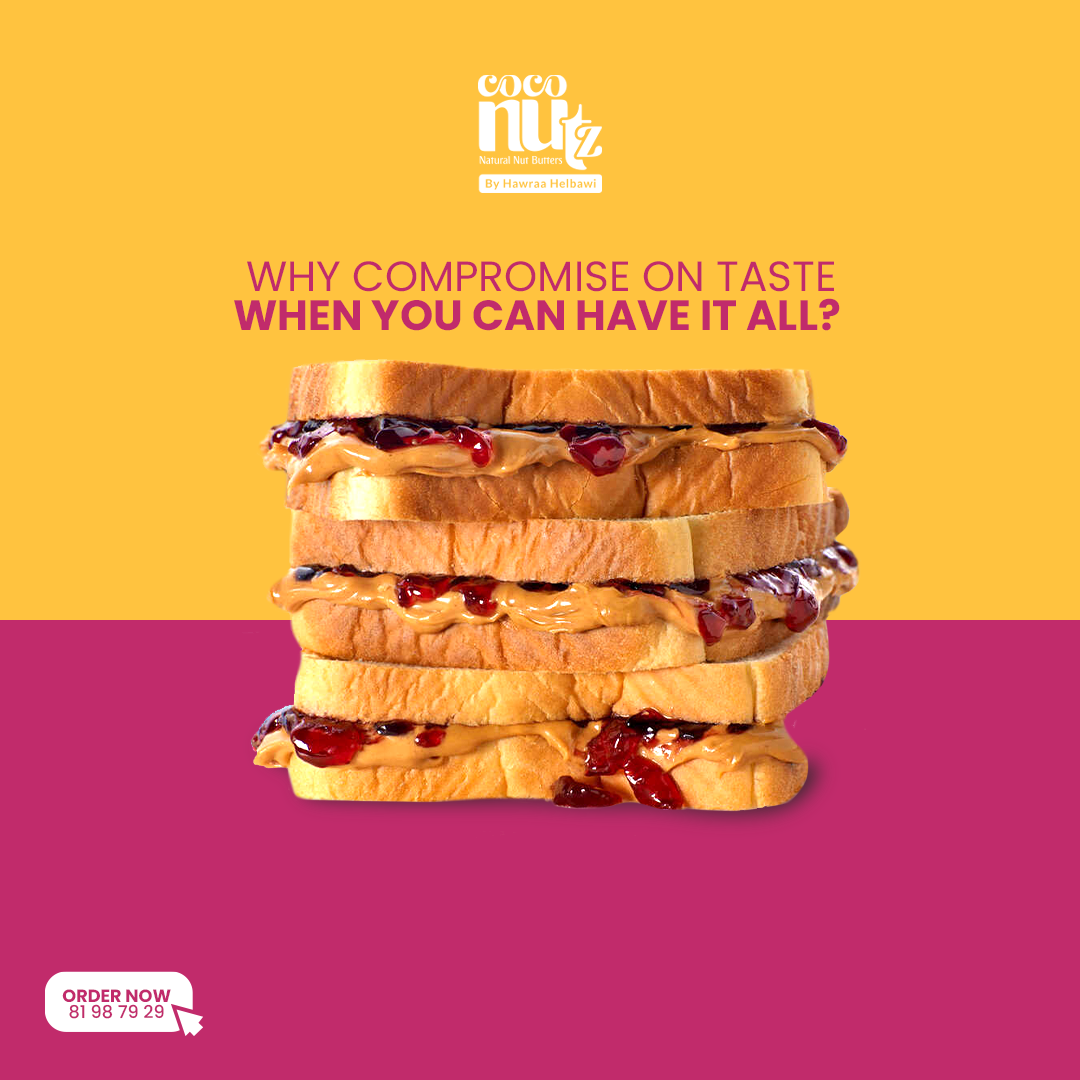 coco
nutz
Natural Nut Butters
By Hawraa Helbawi
WHY COMPROMISE ON TASTE
WHEN YOU CAN HAVE IT ALL?
ORDER NOW
81 98 79 29